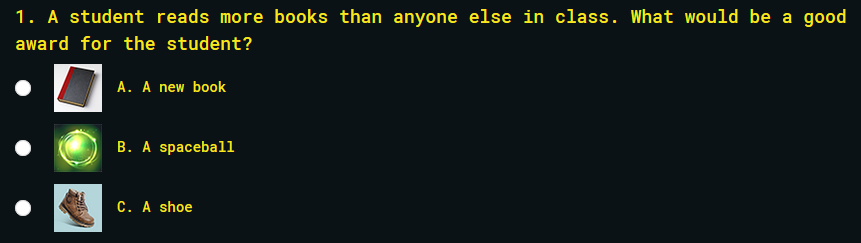 1. A student reads more books than anyone else in class. What would be a good
award for the student?
A. A new book
B. A spaceball
C. A shoe